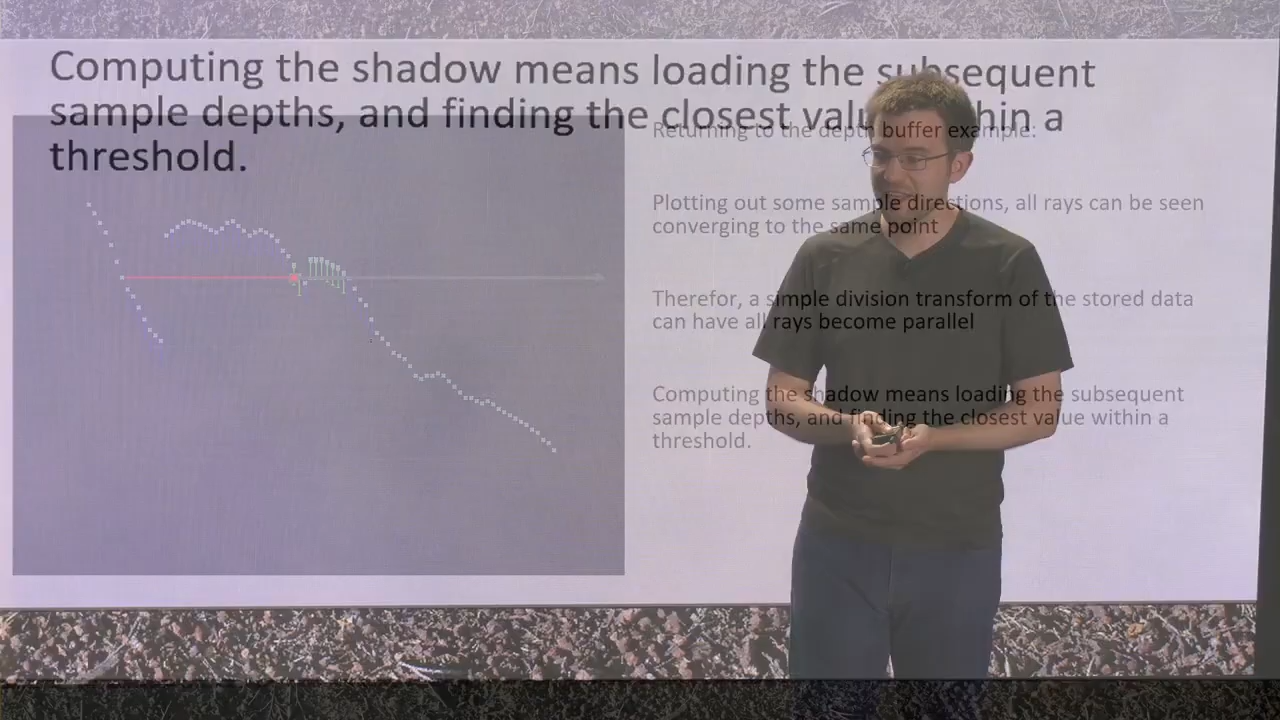 Computing the shadow means loading the subsequent
sample depths, and finding the closest value within a
threshold.
Returning to the depth buffer example:
Plotting out some sample directions, all rays can be seen
converging to the same point
Therefor, a simple division transform of the stored data
can have all rays become parallel
Computing the shadow means loading the subsequent
sample depths, and finding the closest value within a
threshold.